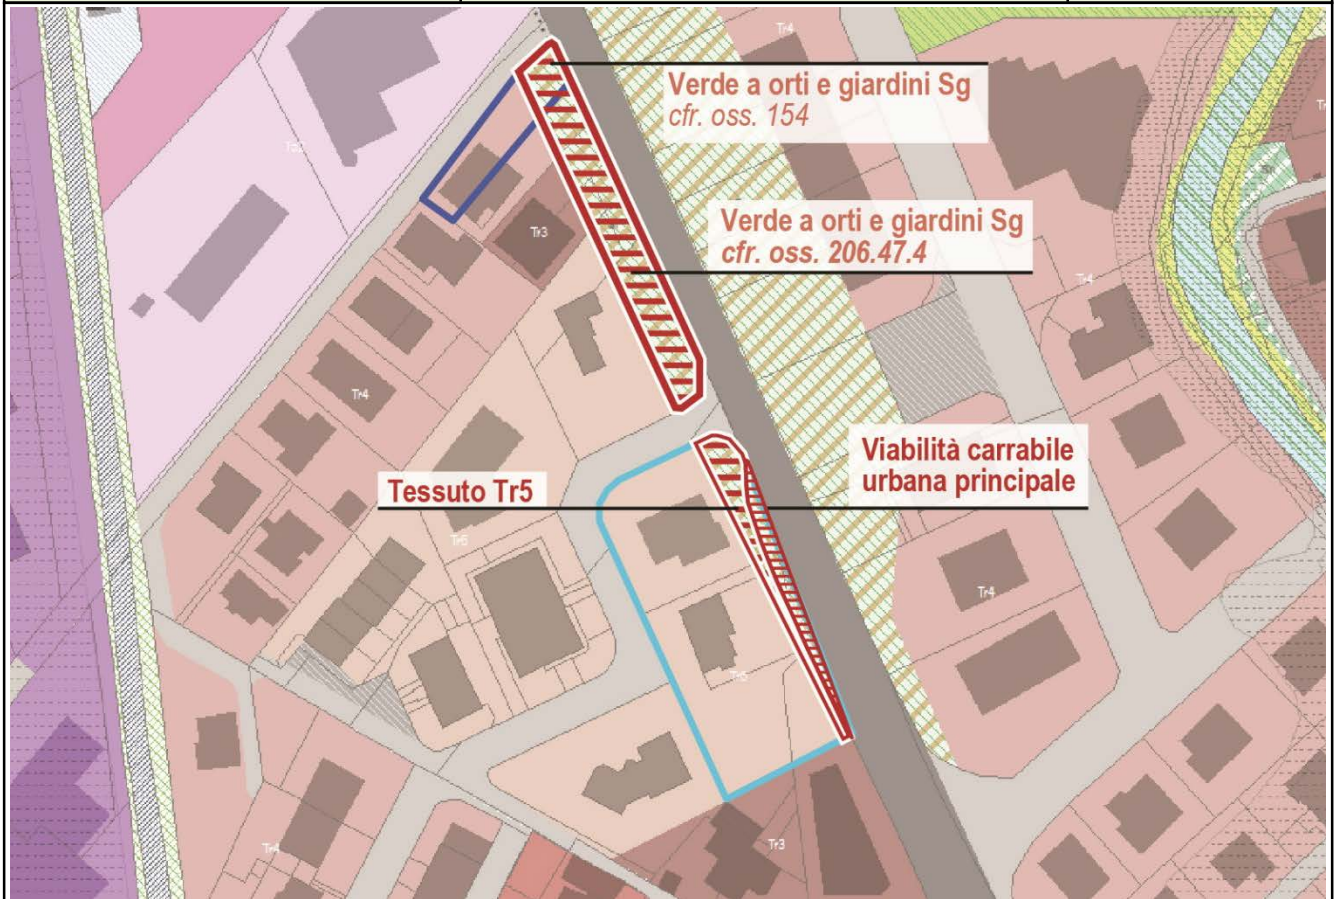 Tr4
Verde a orti e giardini Sg
cfr. oss. 154
Verde a orti e giardini Sg
cfr. oss. 206.47.4
Tr3
Tr4
Tr4
Viabilità carrabile
urbana principale
Tessuto Tr5
Tr5
Tr4
Tr5
Tr3
Tr4